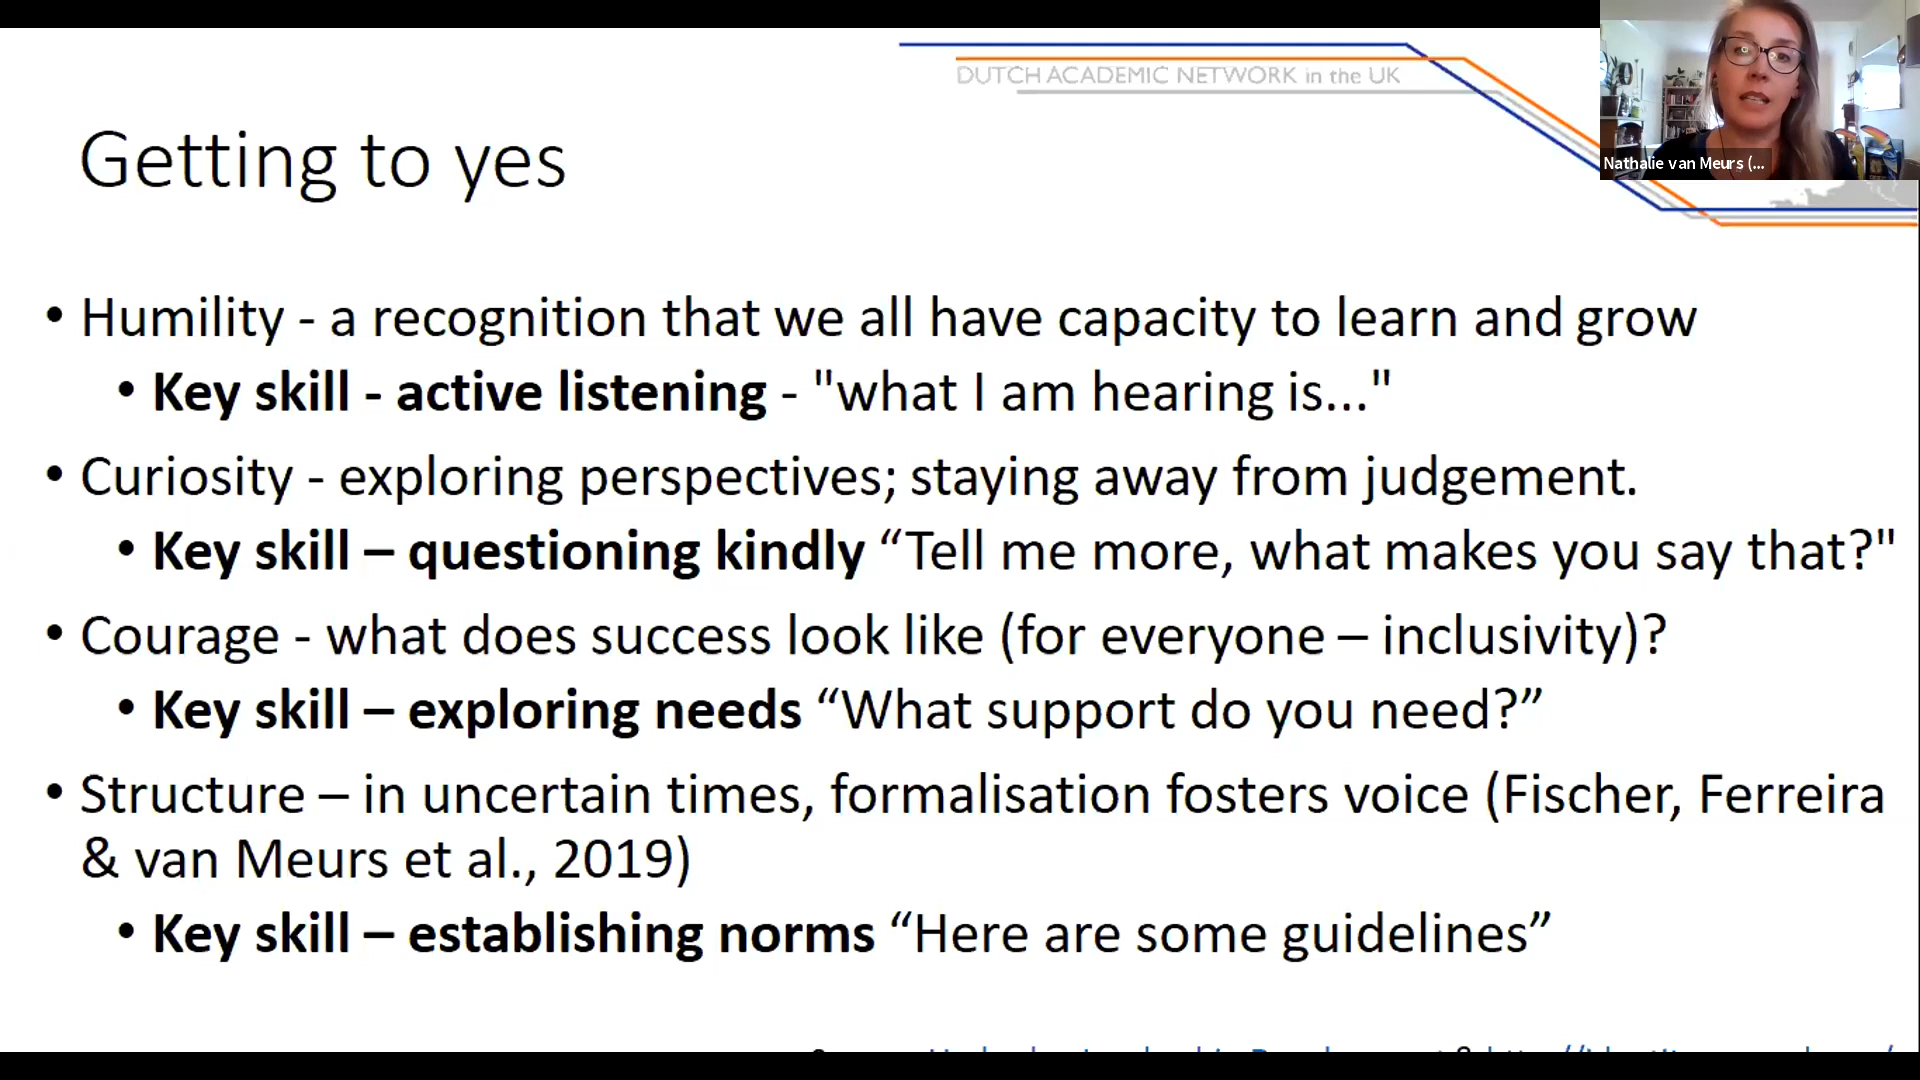 DUTCH ACADEMIC NETWORK in the UK
Nathalie van Meurs (...
Getting to yes
• Humility - a recognition that we all have capacity to learn and grow
• Key skill - active listening - "what I am hearing is..."
• Curiosity - exploring perspectives; staying away from judgement.
• Key skill – questioning kindly “Tell me more, what makes you say that?"
• Courage - what does success look like (for everyone – inclusivity)?
• Key skill – exploring needs “What support do you need?”
• Structure – in uncertain times, formalisation fosters voice (Fischer, Ferreira
& van Meurs et al., 2019)
• Key skill – establishing norms “Here are some guidelines”